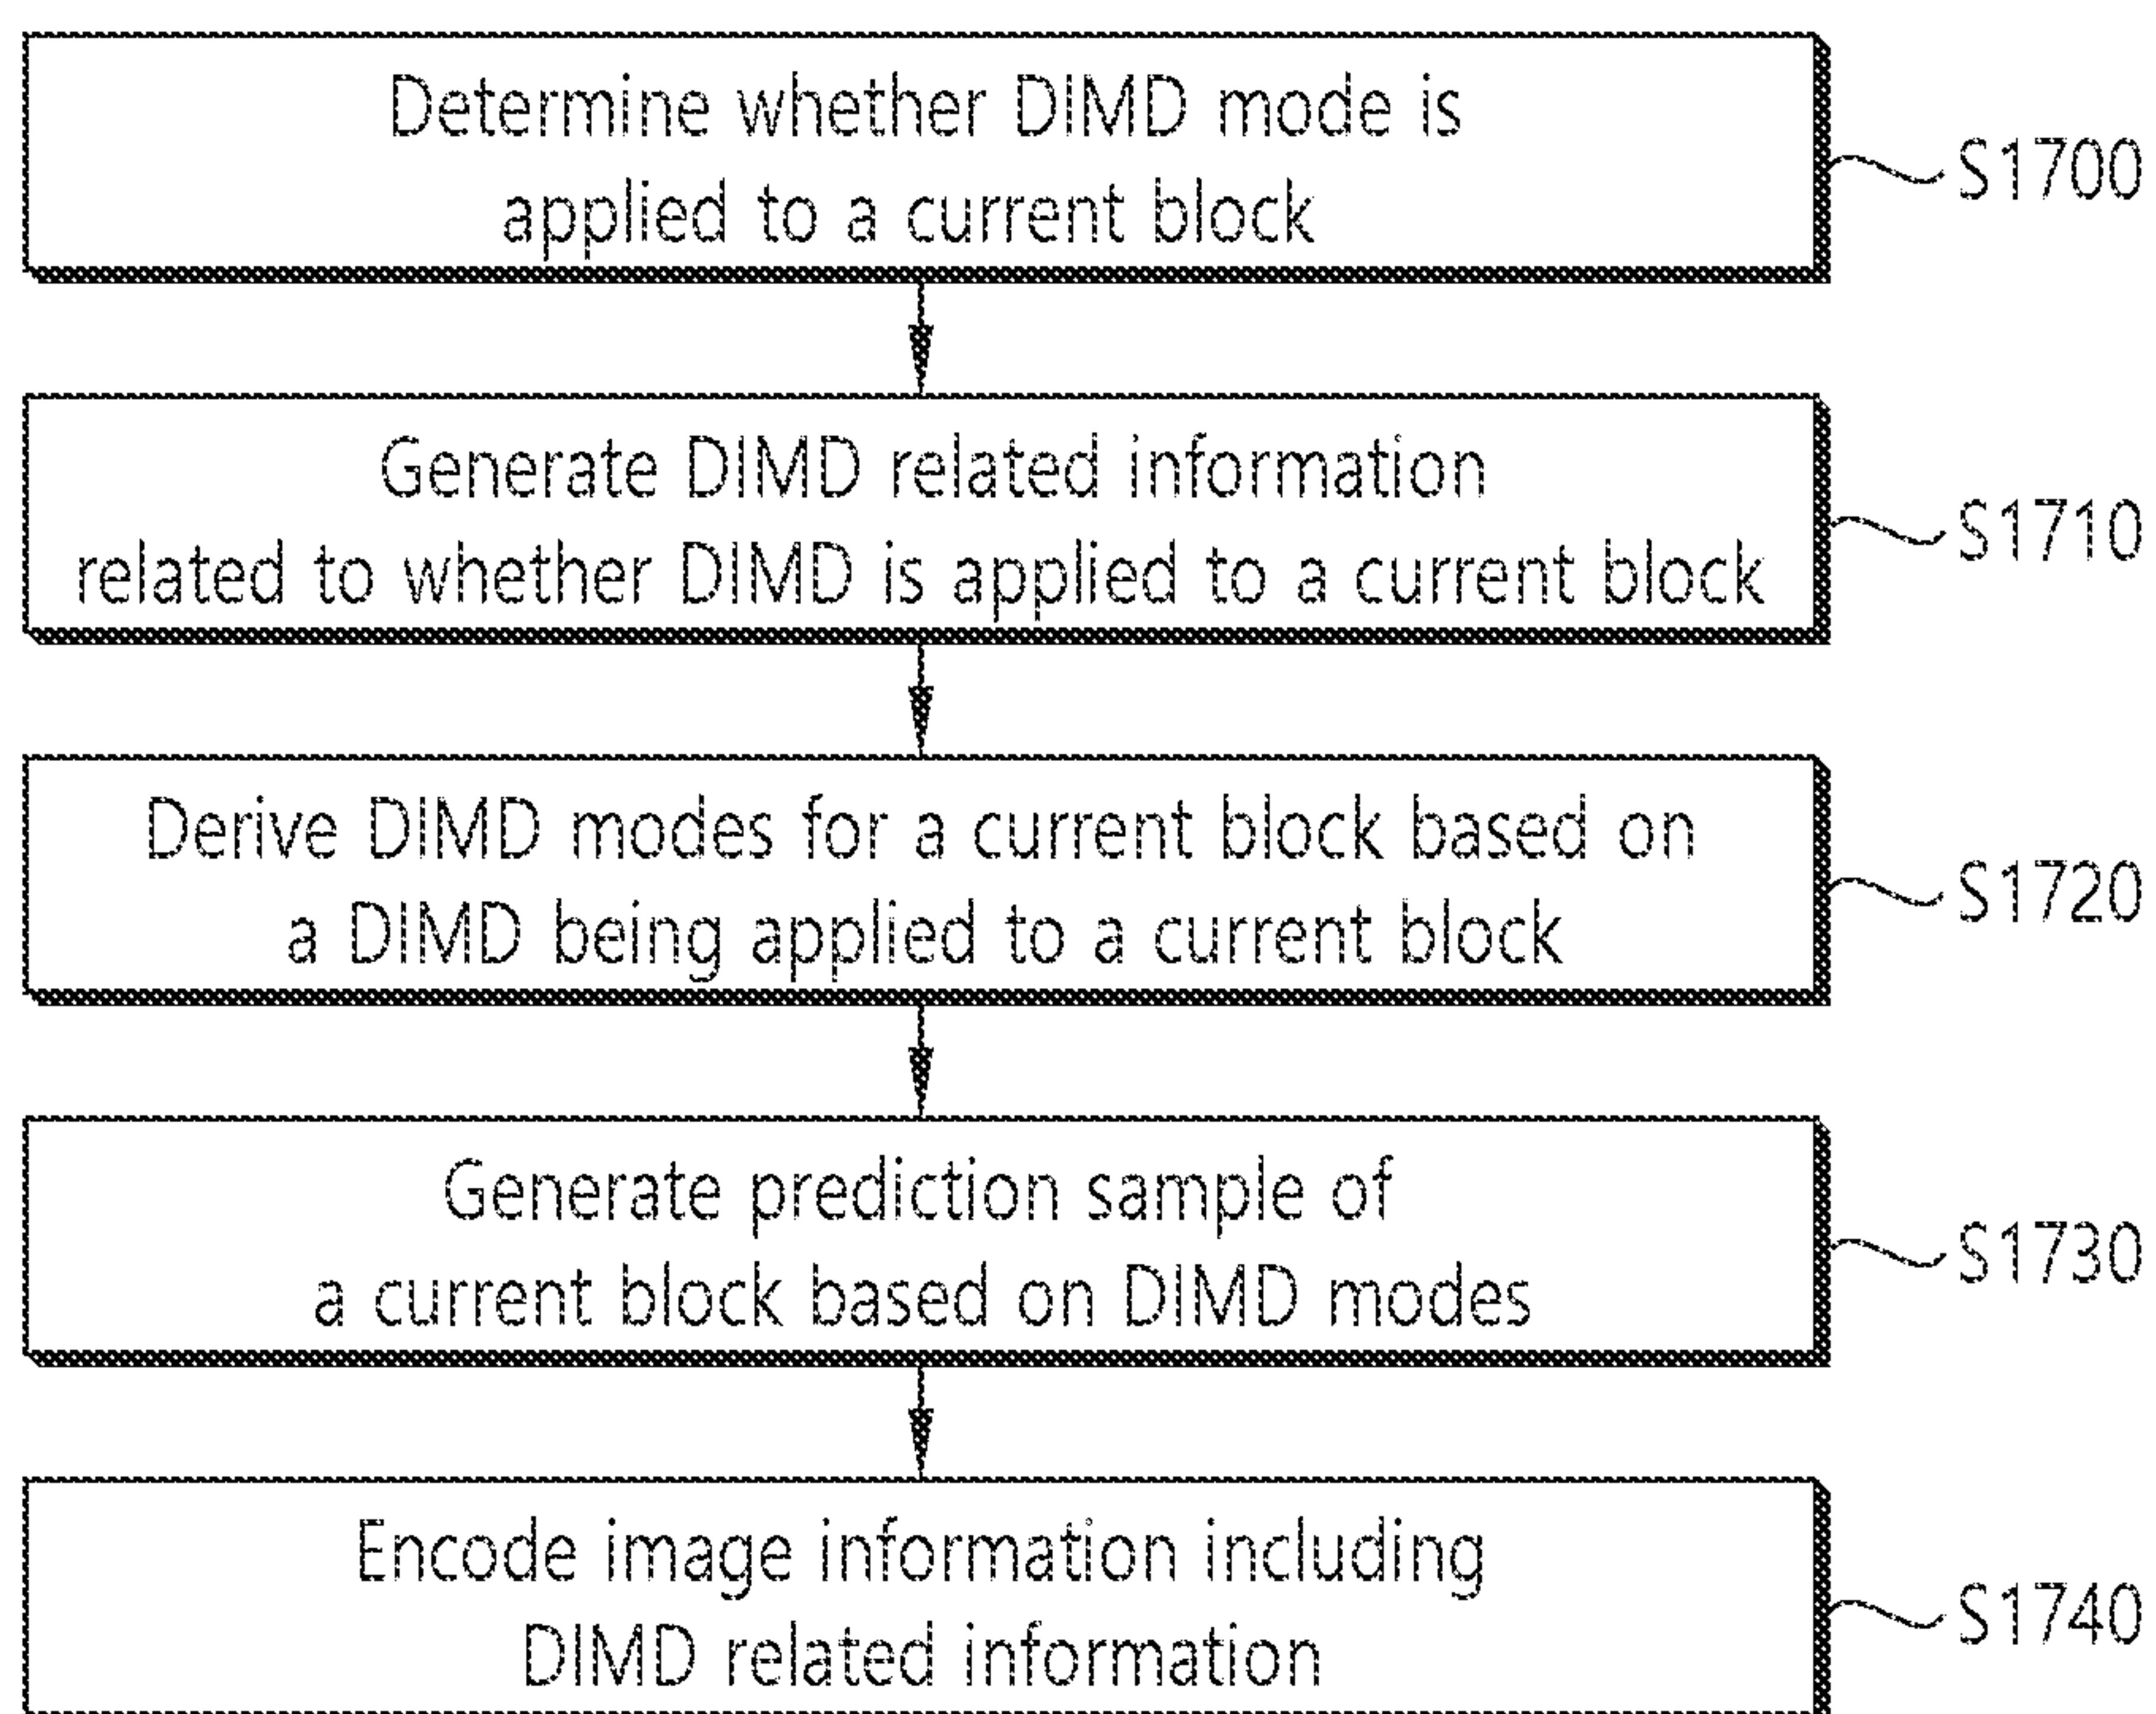 Determine whether DIMD mode is
applied to a current block
S1700
Generate DIMD related information
related to whether DIMD is applied to a current block
S1710
Derive DIMD modes for a current block based on
a DIMD being applied to a current block
S1720
Generate prediction sample of
a current block based on DIMD modes
S1730
Encode image information including
DIMD related information
S1740